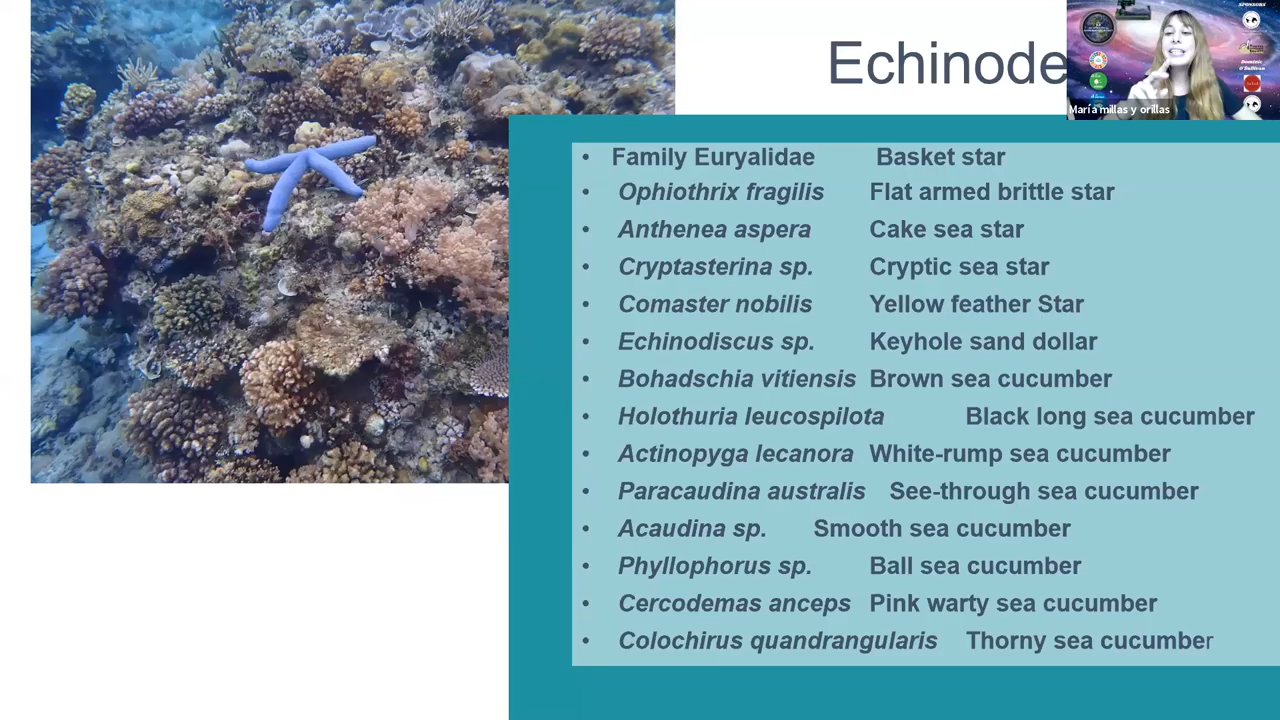 Echinode
SPONSORS
Dominic
O'Sullivan
María millas y orillas
• Family Euryalidae Basket star
• Ophiothrix fragilis Flat armed brittle star
• Anthenea aspera Cake sea star
• Cryptasterina sp. Cryptic sea star
• Comaster nobilis Yellow feather Star
• Echinodiscus sp. Keyhole sand dollar
• Bohadschia vitiensis Brown sea cucumber
• Holothuria leucospilota Black long sea cucumber
• Actinopyga lecanora White-rump sea cucumber
• Paracaudina australis See-through sea cucumber
• Acaudina sp. Smooth sea cucumber
• Phyllophorus sp. Ball sea cucumber
• Cercodemas anceps Pink warty sea cucumber
• Colochirus quandrangularis Thorny sea cucumber